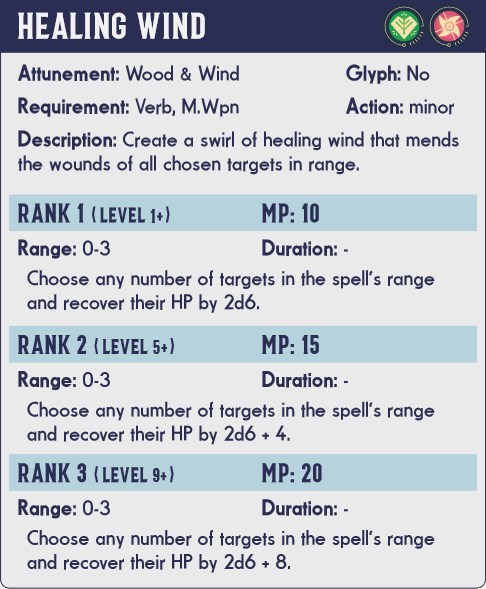 HEALING WIND
Attunement: Wood & Wind Glyph: No
Requirement: Verb, M.Wpn Action: minor
Description: Create a swirl of healing wind that mends
the wounds of all chosen targets in range.
RANK 1 (LEVEL 1+) MP: 10
Range: 0-3 Duration: -
Choose any number of targets in the spell's range
and recover their HP by 2d6.
RANK 2 (LEVEL 5+) MP: 15
Range: 0-3 Duration: -
Choose any number of targets in the spell's range
and recover their HP by 2d6 + 4.
RANK 3 (LEVEL 9+) MP: 20
Range: 0-3 Duration: -
Choose any number of targets in the spell's range
and recover their HP by 2d6 + 8.